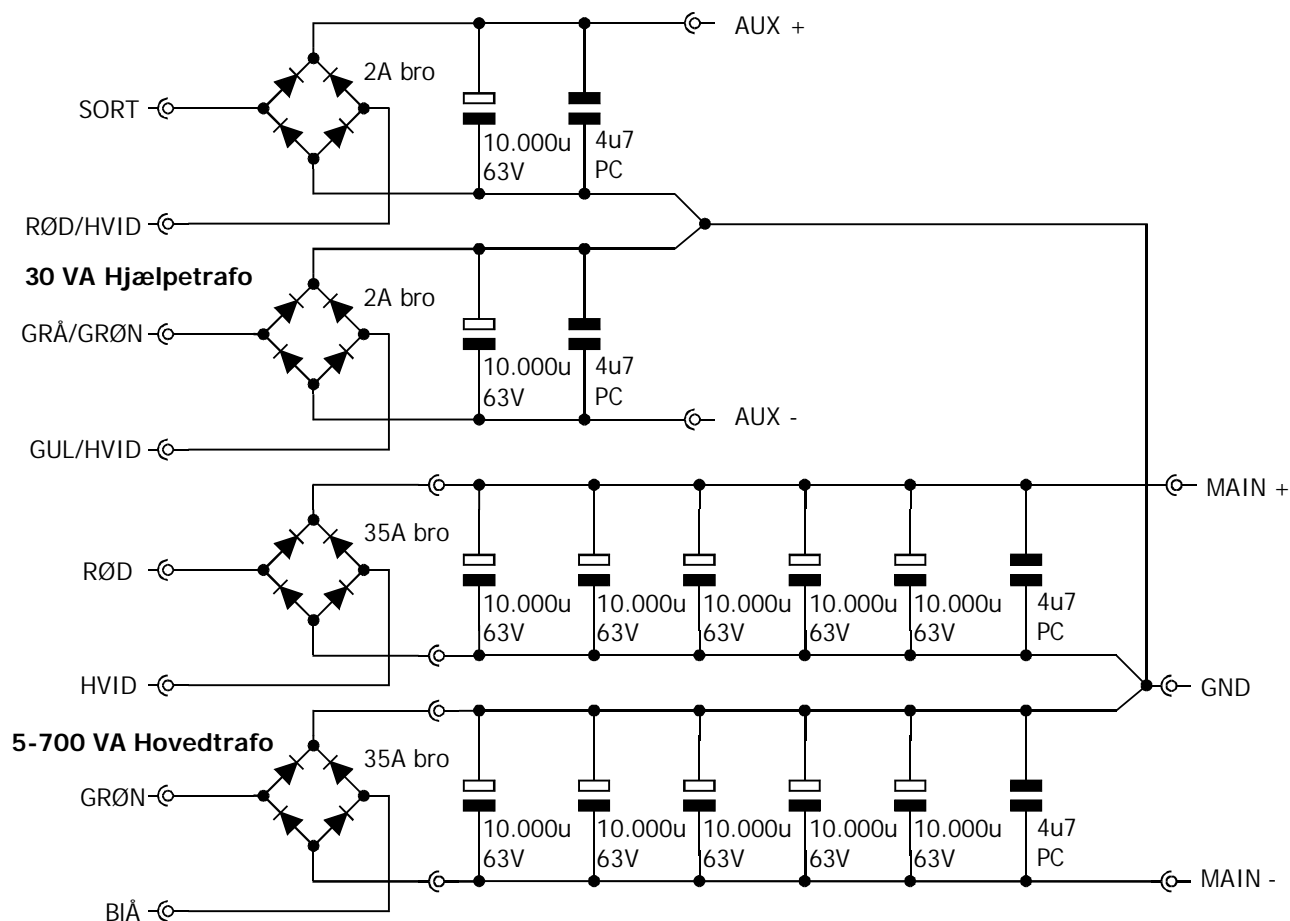 AUX +
2A bro
SORT
10.000u
63V
4u7
PC
RØD/HVID
30 VA Hjælpetrafo
2A bro
GRÅ/GRØN
10.000u
63V
4u7
PC
AUX -
GUL/HVID
MAIN +
35A bro
RØD
10.000u
63V
10.000u
63V
10.000u
63V
10.000u
63V
10.000u
63V
4u7
PC
HVID
GND
5-700 VA Hovedtrafo
35A bro
GRØN
10.000u
63V
10.000u
63V
10.000u
63V
10.000u
63V
10.000u
63V
4u7
PC
MAIN -
BlÅ